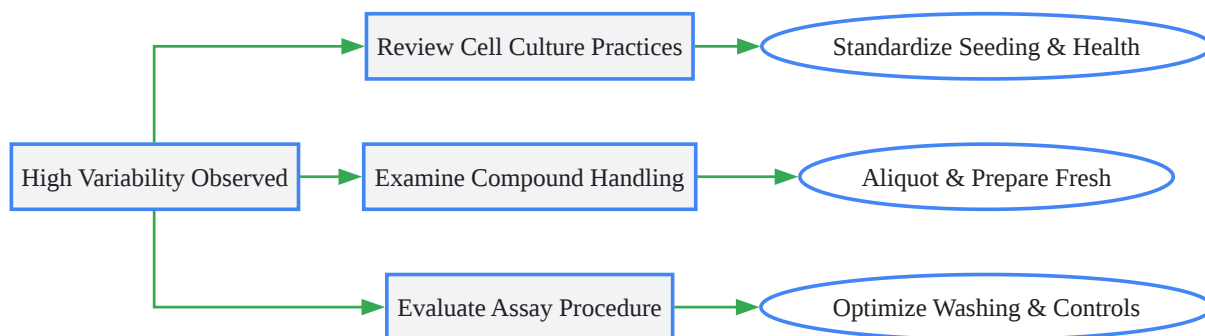 Review Cell Culture Practices
Standardize Seeding & Health
High Variability Observed
Examine Compound Handling
Aliquot & Prepare Fresh
Evaluate Assay Procedure
Optimize Washing & Controls